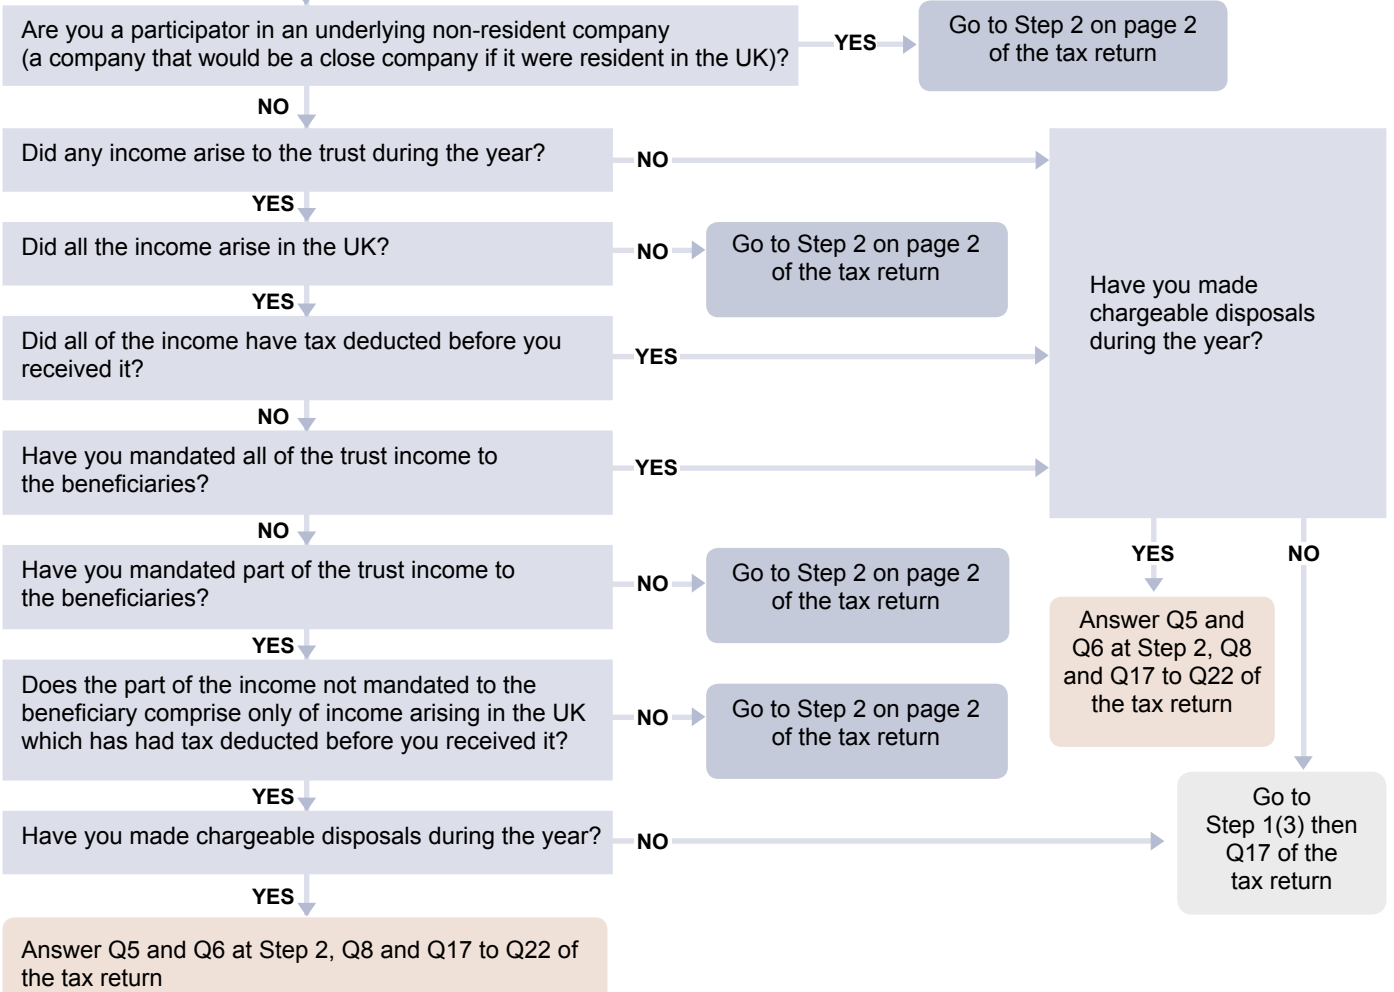 Are you a participator in an underlying non-resident company
(a company that would be a close company if it were resident in the UK)?
YES
Go to Step 2 on page 2
of the tax return
NO
Did any income arise to the trust during the year?
NO
YES
Did all the income arise in the UK?
NO
Go to Step 2 on page 2
of the tax return
YES
Did all of the income have tax deducted before you
received it?
YES
NO
Have you mandated all of the trust income to
the beneficiaries?
YES
NO
Have you made
chargeable disposals
during the year?
YES
NO
Have you mandated part of the trust income to
the beneficiaries?
NO
Go to Step 2 on page 2
of the tax return
YES
Answer Q5 and
Q6 at Step 2, Q8
and Q17 to Q22 of
the tax return
Does the part of the income not mandated to the
beneficiary comprise only of income arising in the UK
which has had tax deducted before you received it?
NO
Go to Step 2 on page 2
of the tax return
YES
Have you made chargeable disposals during the year?
NO
Go to
Step 1(3) then
Q17 of the
tax return
YES
Answer Q5 and Q6 at Step 2, Q8 and Q17 to Q22 of
the tax return